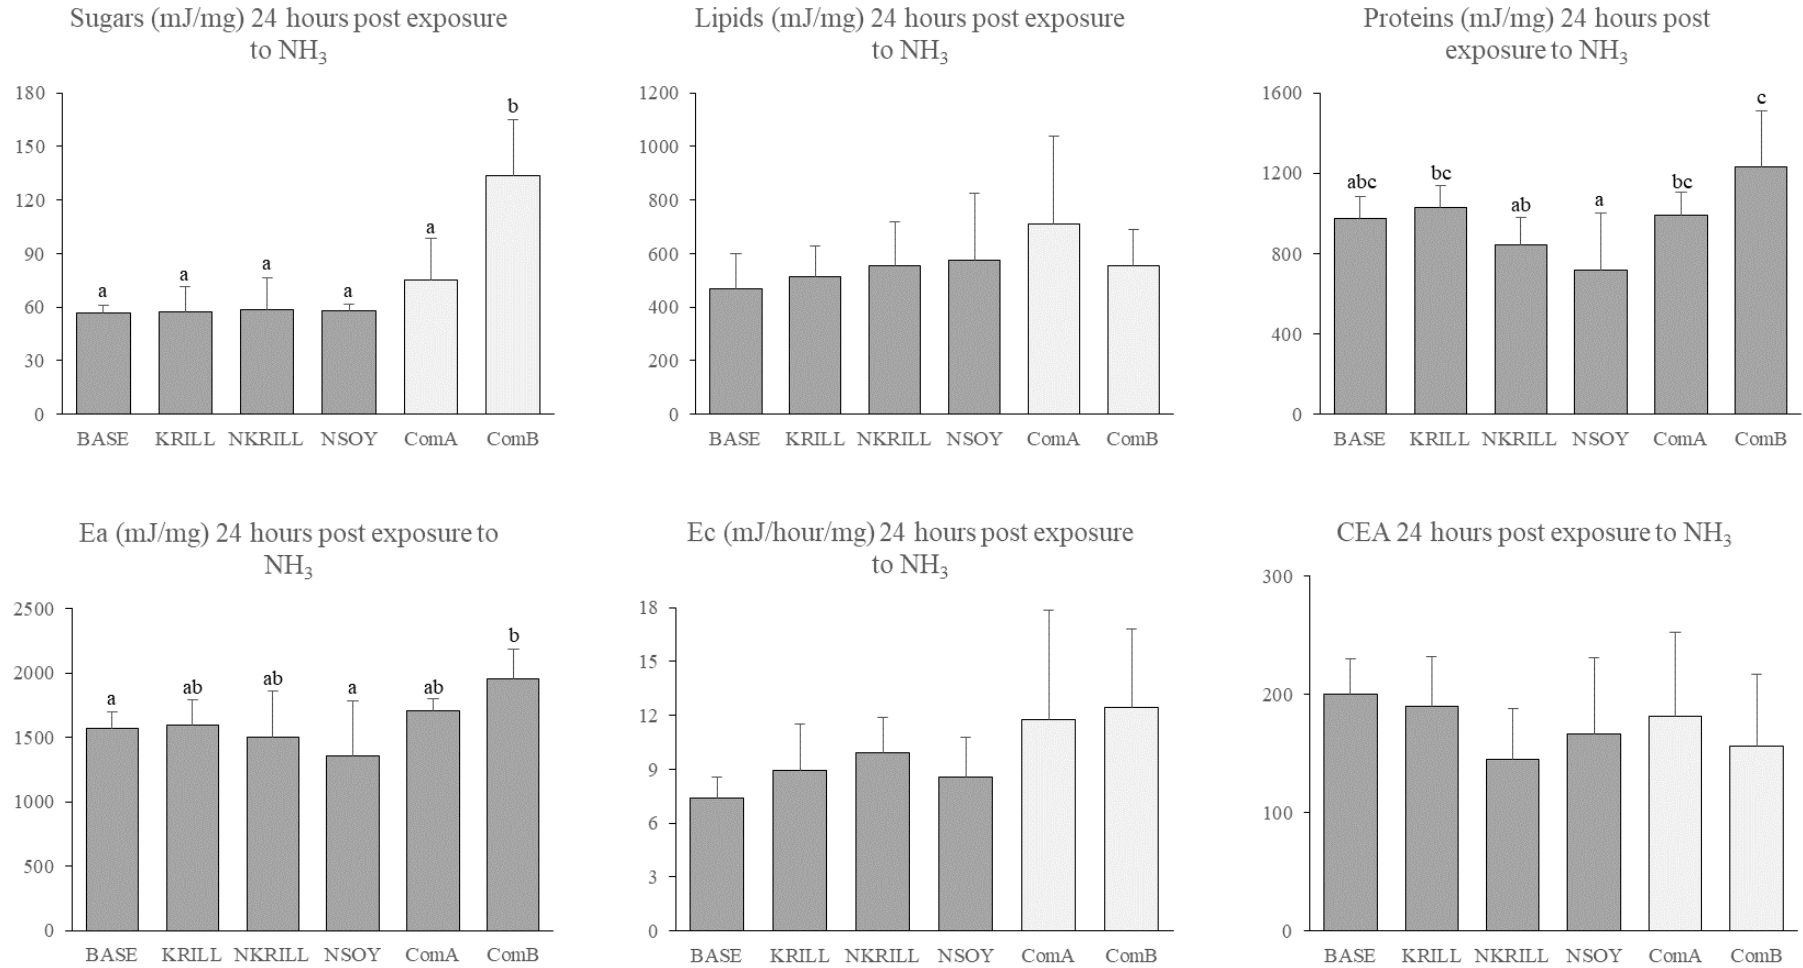 Sugars (mJ/mg) 24 hours post exposure
to NH₃
180
150
120
90
60
30
0
a
a
a
a
a
b
BASE KRILL NKRILL NSOY ComA ComB
Lipids (mJ/mg) 24 hours post exposure
to NH₃
1200
1000
800
600
400
200
0
BASE KRILL NKRILL NSOY ComA ComB
Proteins (mJ/mg) 24 hours post
exposure to NH₃
1600
1200
800
400
0
abc
bc
ab
a
bc
c
BASE KRILL NKRILL NSOY ComA ComB
Ea (mJ/mg) 24 hours post exposure to
NH₃
2500
2000
1500
1000
500
0
a
ab
ab
a
ab
b
BASE KRILL NKRILL NSOY ComA ComB
Ec (mJ/hour/mg) 24 hours post exposure
to NH₃
18
15
12
9
6
3
0
BASE KRILL NKRILL NSOY ComA ComB
CEA 24 hours post exposure to NH₃
300
200
100
0
BASE KRILL NKRILL NSOY ComA ComB